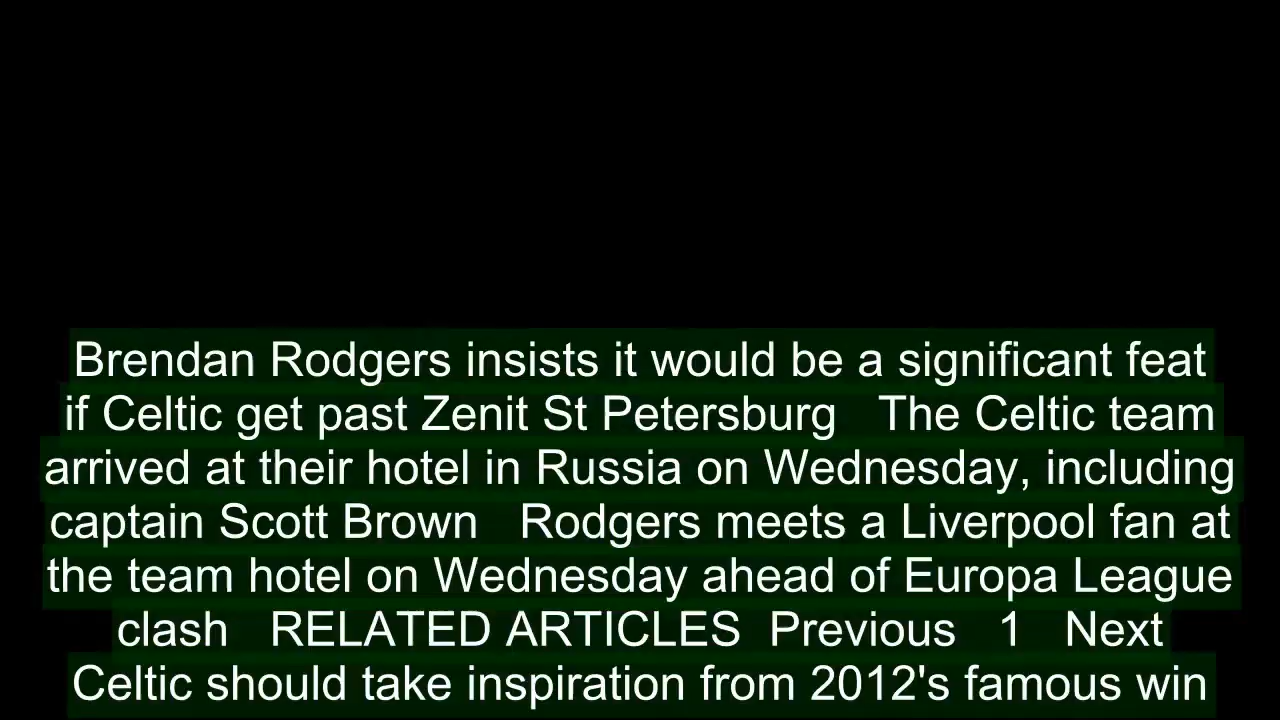 Brendan Rodgers insists it would be a significant feat
if Celtic get past Zenit St Petersburg   The Celtic team
arrived at their hotel in Russia on Wednesday, including
captain Scott Brown   Rodgers meets a Liverpool fan at
the team hotel on Wednesday ahead of Europa League
clash   RELATED ARTICLES  Previous   1   Next
Celtic should take inspiration from 2012's famous win